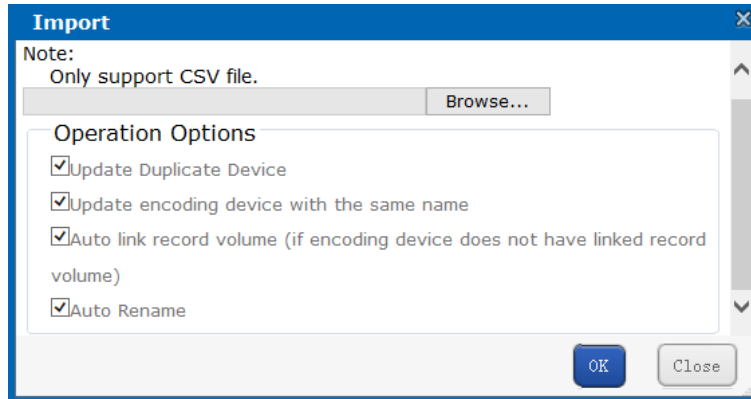 Import
Note:
Only support CSV file.
Browse...
Operation Options
Update Duplicate Device
Update encoding device with the same name
Auto link record volume (if encoding device does not have linked record
volume)
Auto Rename
OK
Close